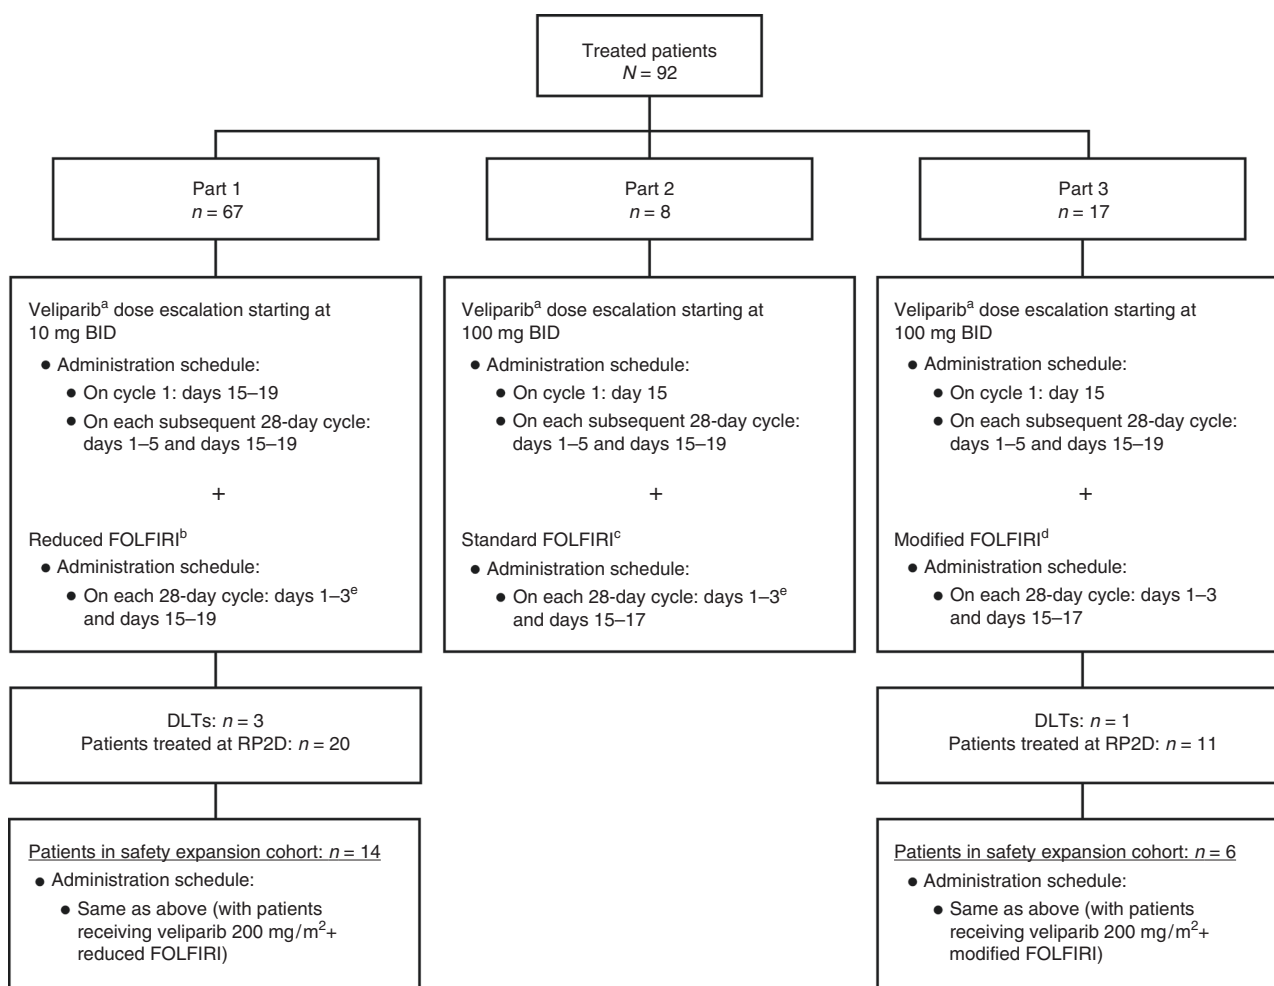 Treated patients
N = 92
Part 1
n = 67
Part 2
n = 8
Part 3
n = 17
Veliparibᵃ dose escalation starting at
10 mg BID
● Administration schedule:
● On cycle 1: days 15–19
● On each subsequent 28-day cycle:
days 1–5 and days 15–19
+
Reduced FOLFIRIᵇ
● Administration schedule:
● On each 28-day cycle: days 1–3ᵉ
and days 15–19
Veliparibᵃ dose escalation starting at
100 mg BID
● Administration schedule:
● On cycle 1: day 15
● On each subsequent 28-day cycle:
days 1–5 and days 15–19
+
Standard FOLFIRIᶜ
● Administration schedule:
● On each 28-day cycle: days 1–3ᵉ
and days 15–17
Veliparibᵃ dose escalation starting at
100 mg BID
● Administration schedule:
● On cycle 1: day 15
● On each subsequent 28-day cycle:
days 1–5 and days 15–19
+
Modified FOLFIRIᵈ
● Administration schedule:
● On each 28-day cycle: days 1–3
and days 15–17
DLTs: n = 3
Patients treated at RP2D: n = 20
DLTs: n = 1
Patients treated at RP2D: n = 11
Patients in safety expansion cohort: n = 14
● Administration schedule:
● Same as above (with patients
receiving veliparib 200 mg/m²+
reduced FOLFIRI)
Patients in safety expansion cohort: n = 6
● Administration schedule:
● Same as above (with patients
receiving veliparib 200 mg/m²+
modified FOLFIRI)